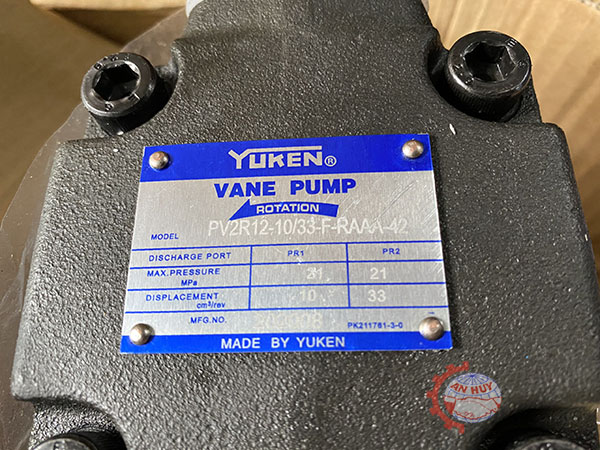 YUKEN®
VANE PUMP
ROTATION
MODEL PV2R12-10/33-F-RAAA-42
DISCHARGE PORT PR1 PR2
MAX.PRESSURE MPa 21 21
DISPLACEMENT cm³/rev 10 33
MFG.NO.
PK211781-3-0
MADE BY YUKEN
AN HUY